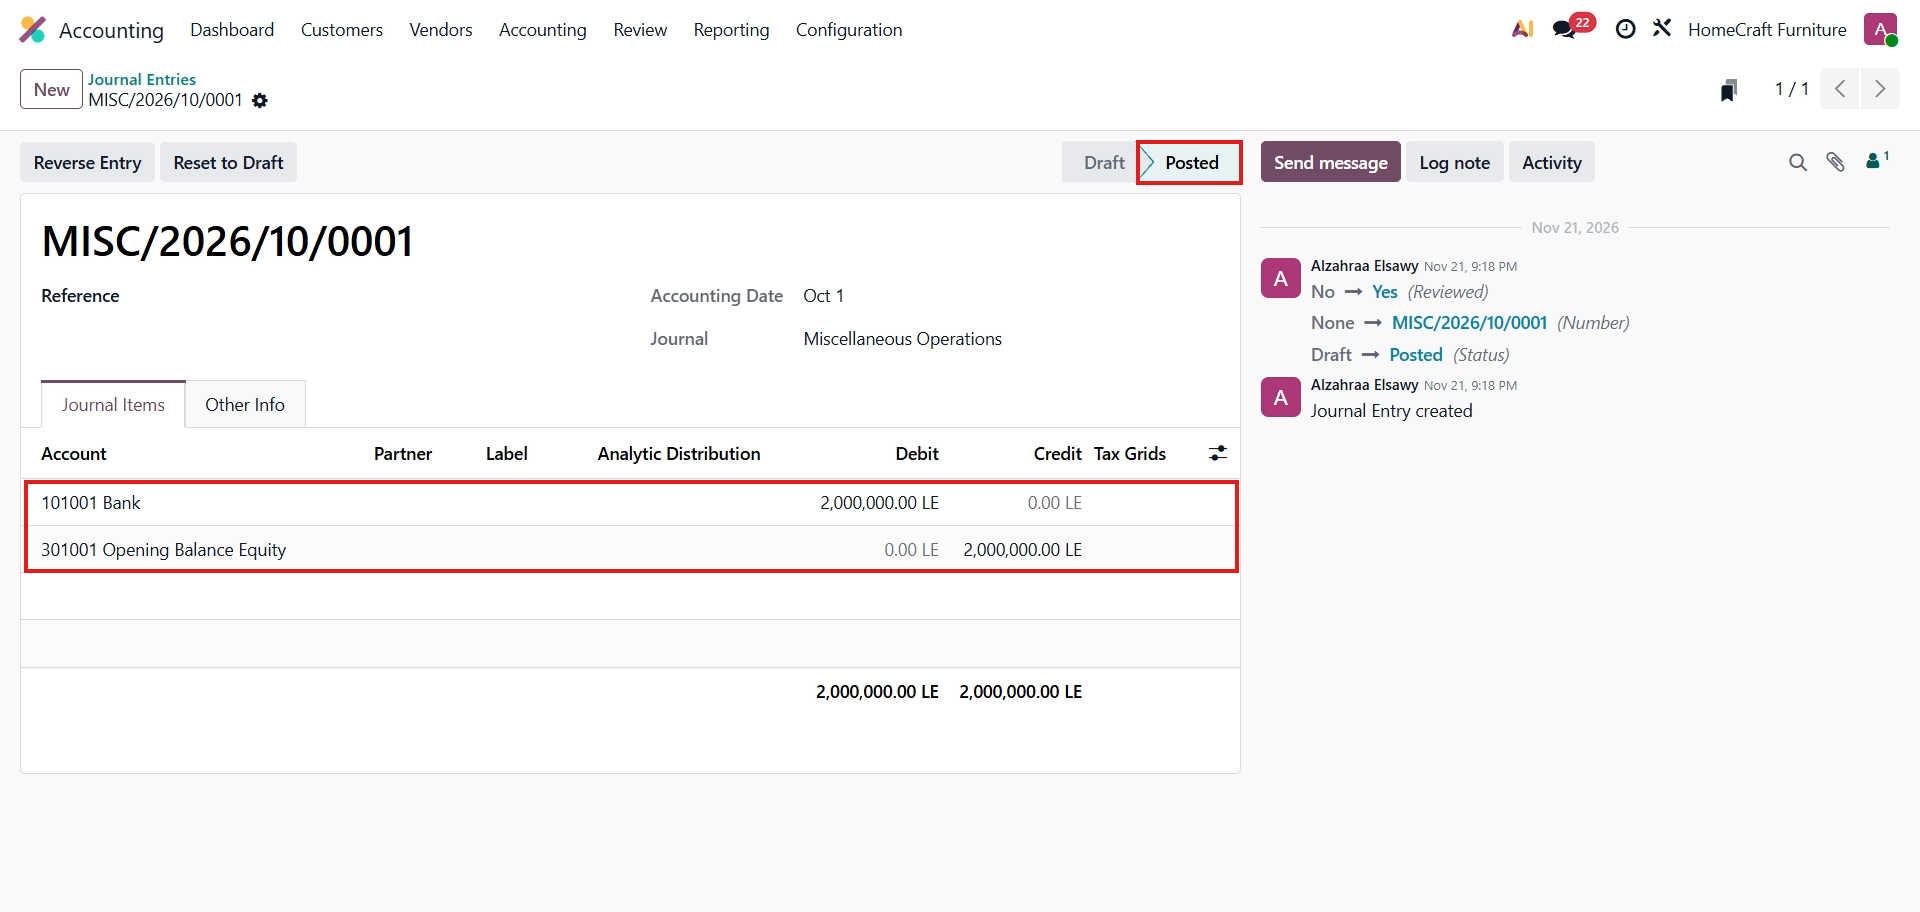 Accounting Dashboard Customers Vendors Accounting Review Reporting Configuration AI 22 HomeCraft Furniture A
New Journal Entries
MISC/2026/10/0001 1 / 1
Reverse Entry Reset to Draft Draft Posted Send message Log note Activity 1
MISC/2026/10/0001
Reference Accounting Date Oct 1
Journal Miscellaneous Operations
Journal Items Other Info
Account Partner Label Analytic Distribution Debit Credit Tax Grids
101001 Bank 2,000,000.00 LE 0.00 LE
301001 Opening Balance Equity 0.00 LE 2,000,000.00 LE
2,000,000.00 LE 2,000,000.00 LE
Nov 21, 2026
A Alzahraa Elsawy Nov 21, 9:18 PM
No → Yes (Reviewed)
None → MISC/2026/10/0001 (Number)
Draft → Posted (Status)
A Alzahraa Elsawy Nov 21, 9:18 PM
Journal Entry created